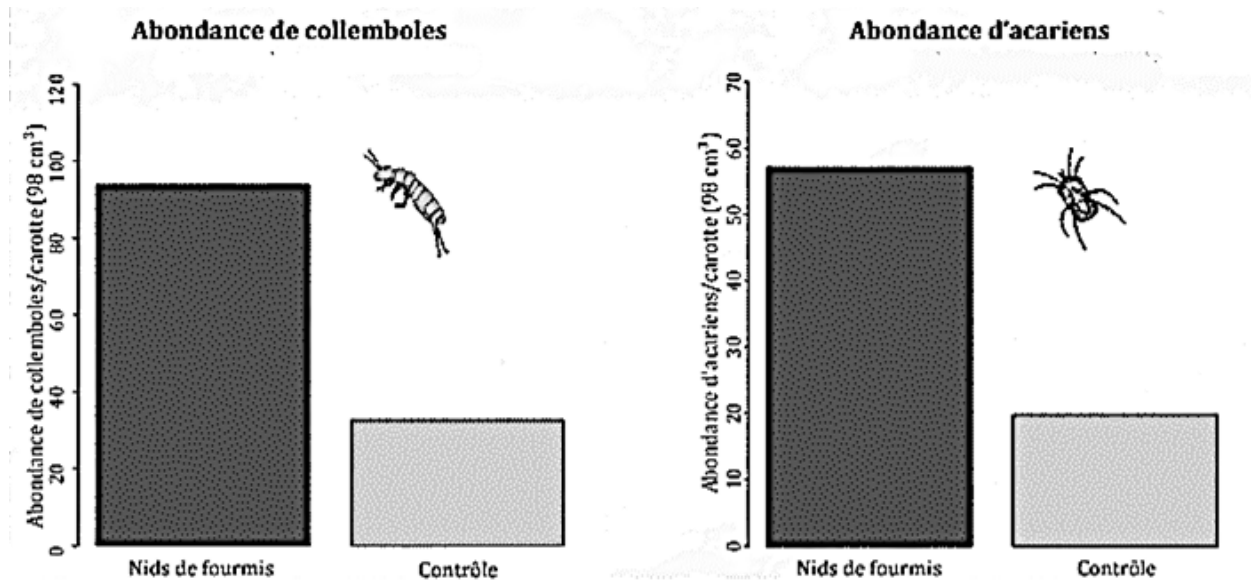 Abondance de collemboles
Abondance de collemboles/carotte (98 cm³)
120
100
80
60
40
20
0
Nids de fourmis
Contrôle
Abondance d'acariens
Abondance d'acariens/carotte (98 cm³)
70
60
50
40
30
20
10
0
Nids de fourmis
Contrôle